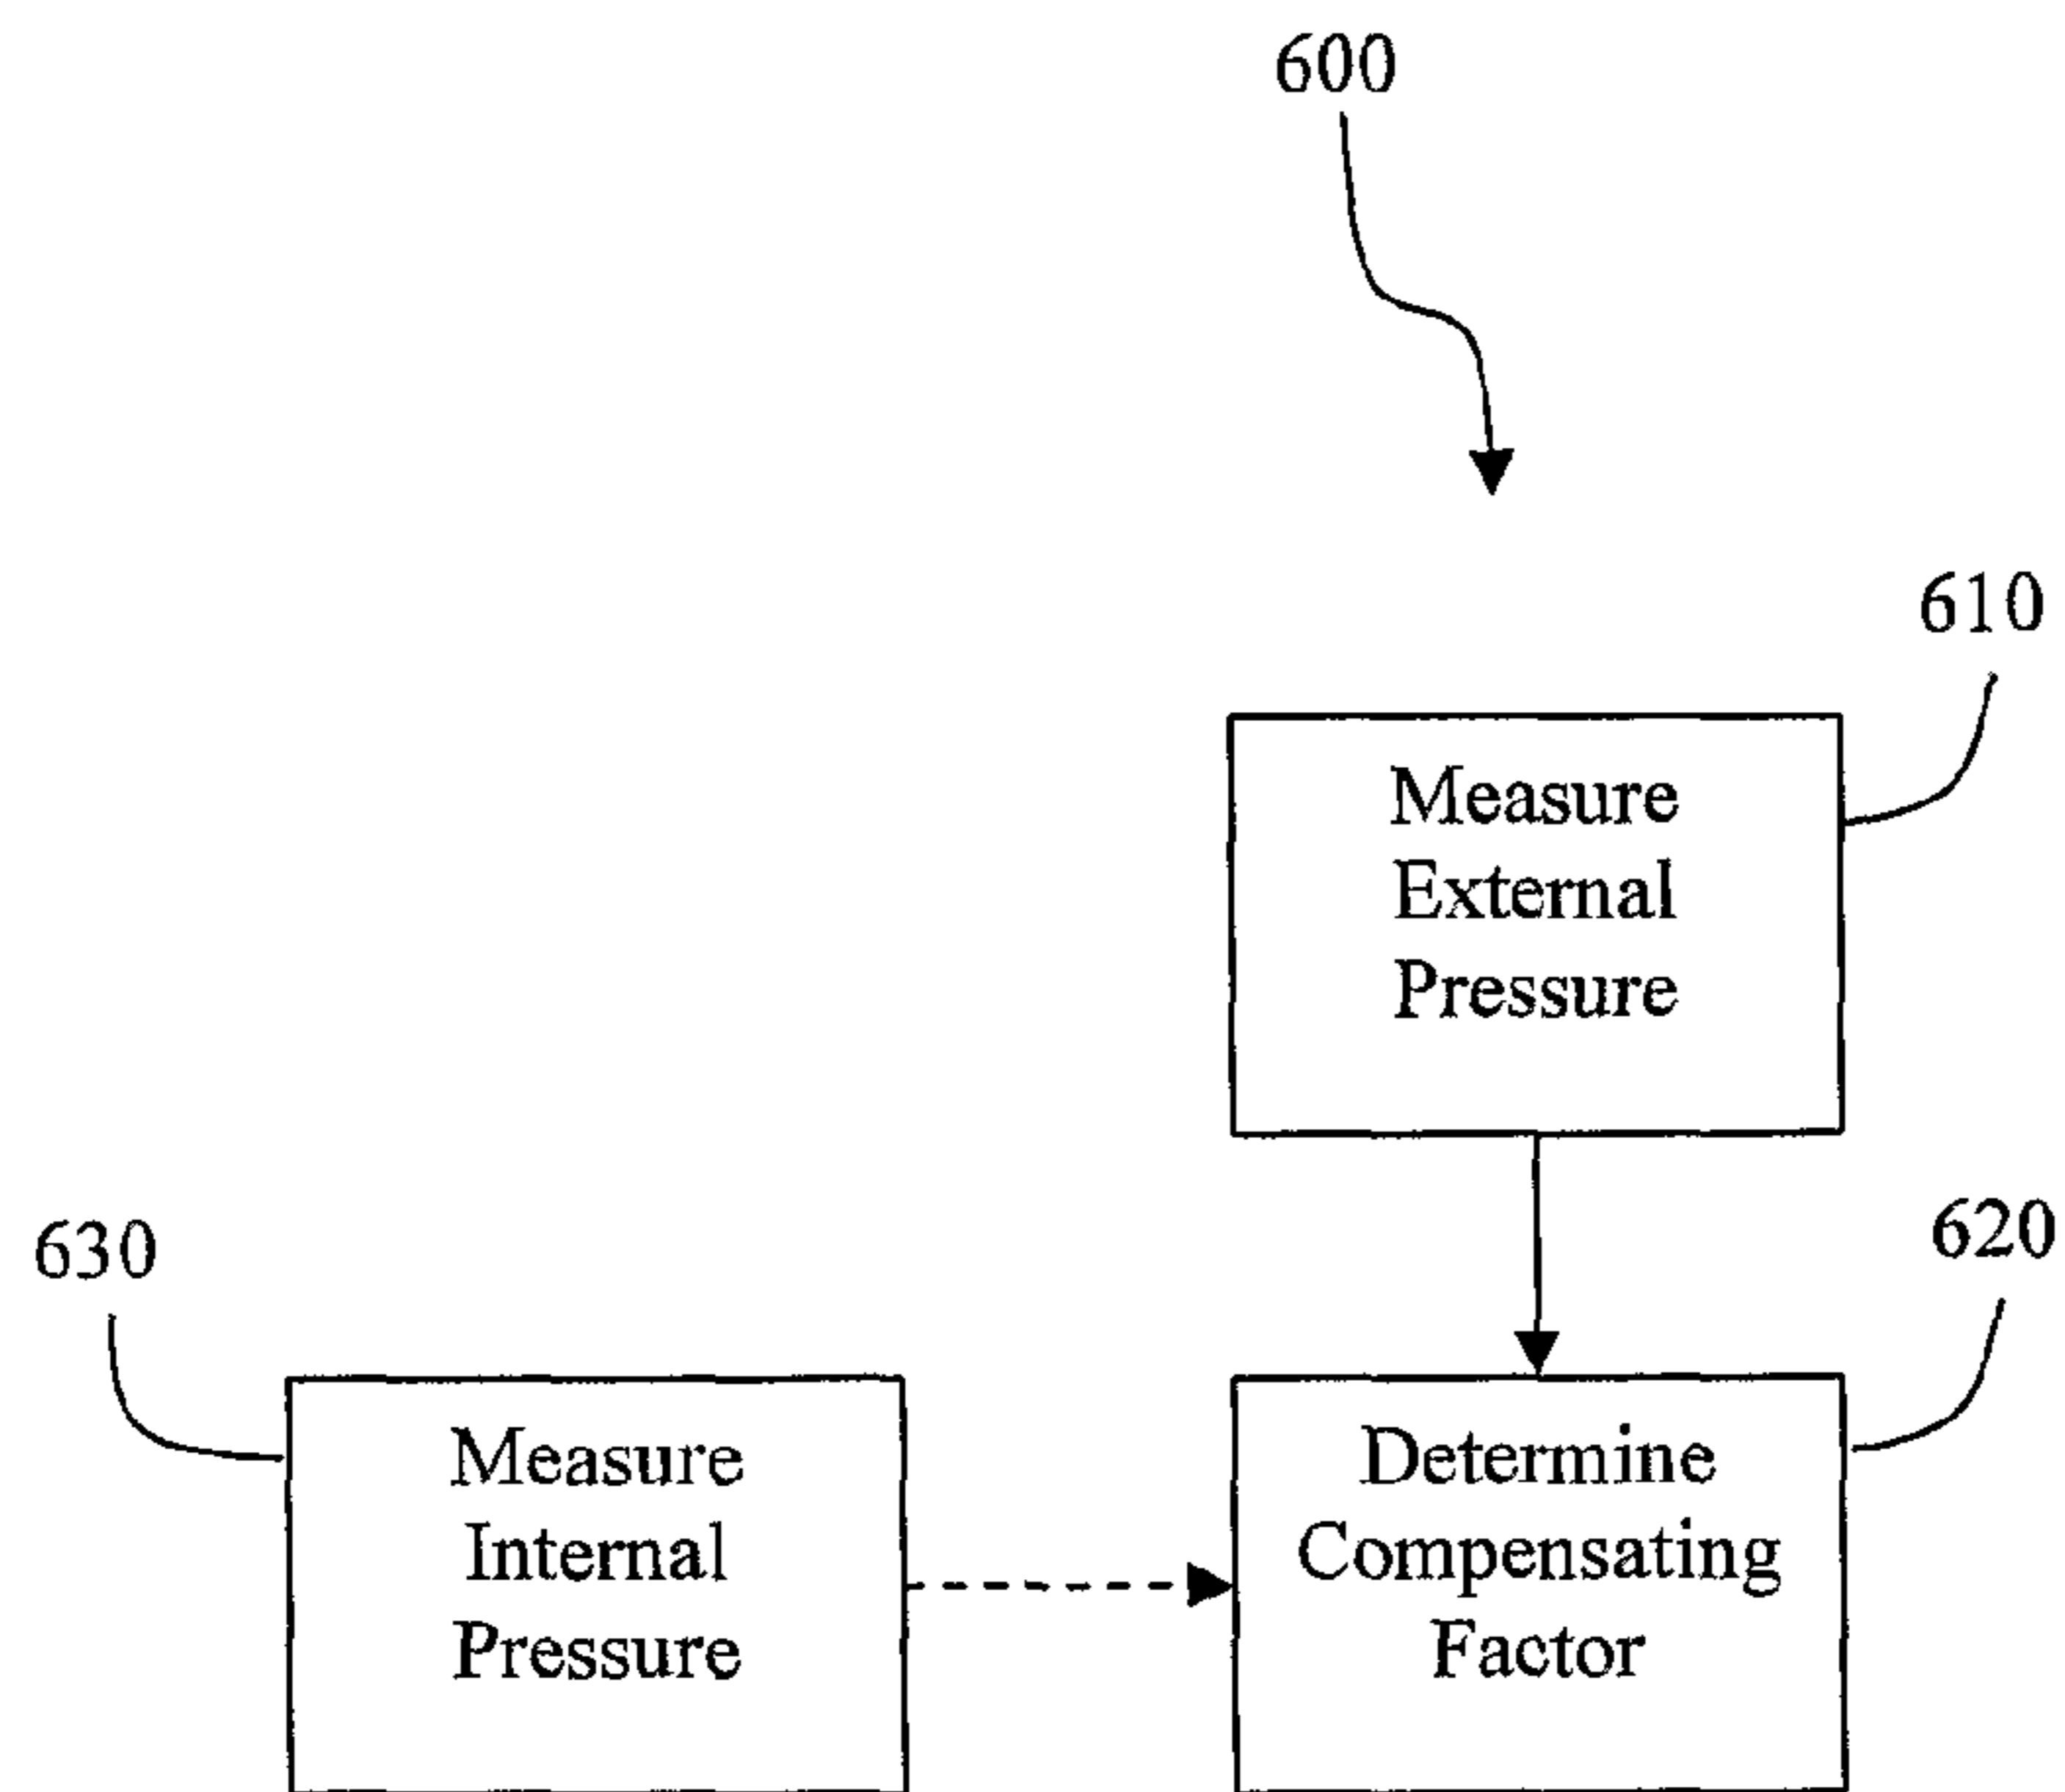 600
610
Measure
External
Pressure
630
620
Measure
Internal
Pressure
Determine
Compensating
Factor